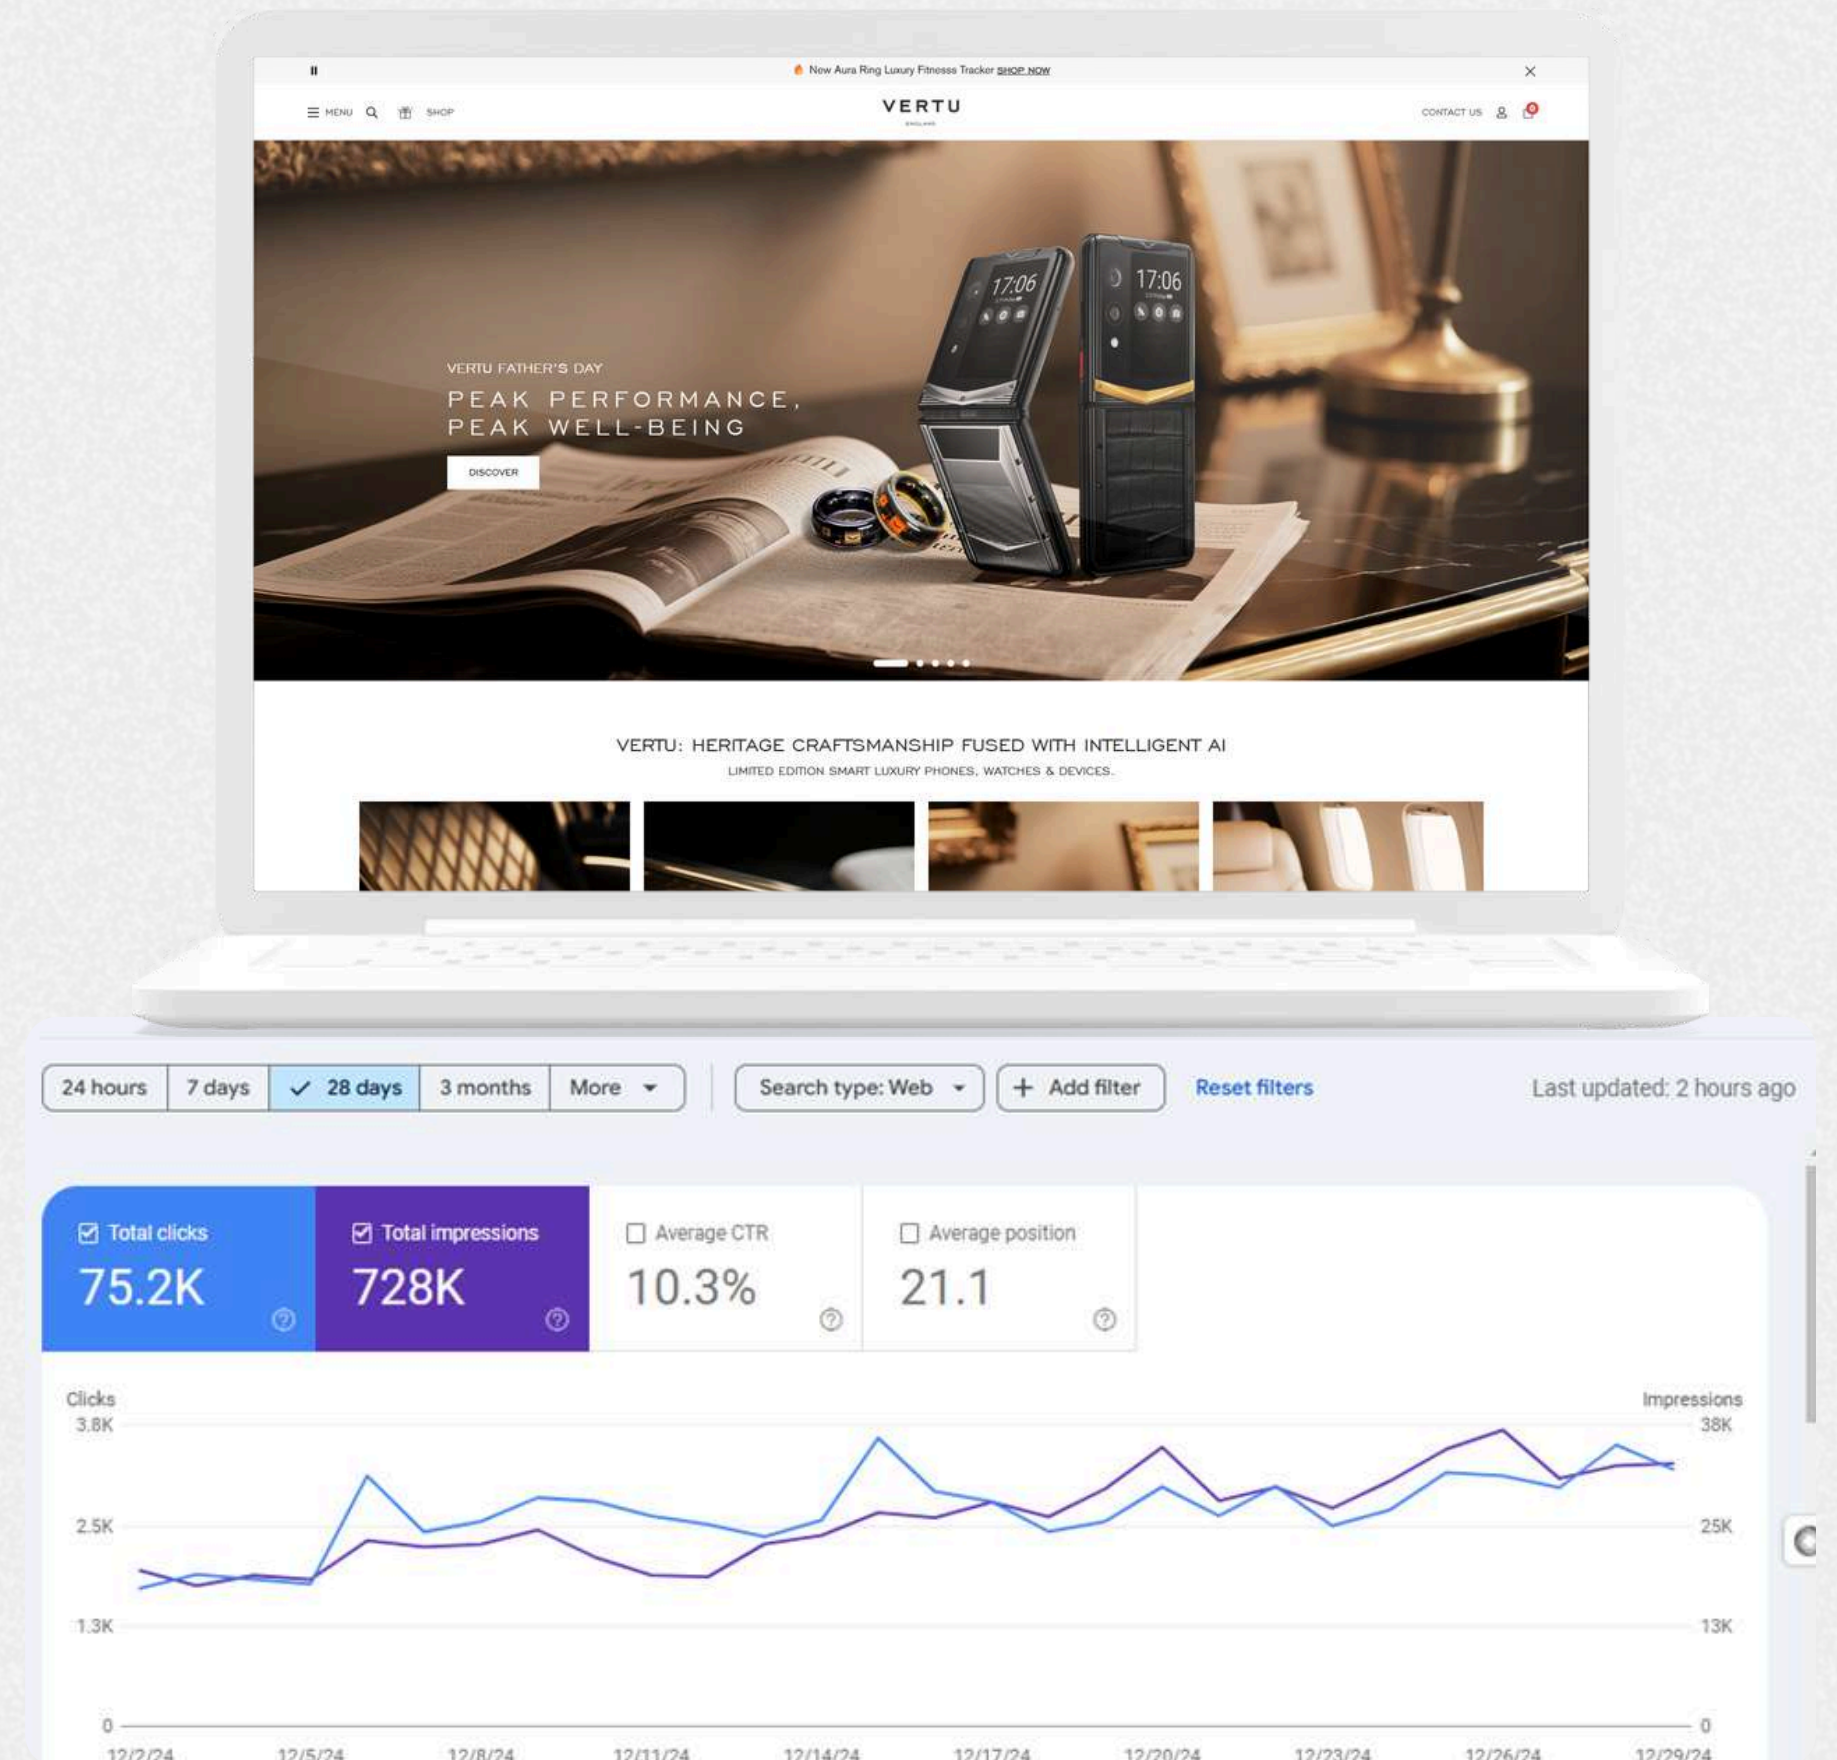 New Aura Ring Luxury Fitnesss Tracker SHOP NOW
MENU SHOP
VERTU
ENGLAND
CONTACT US 0
17:06
17:06
VERTU FATHER'S DAY
PEAK PERFORMANCE,
PEAK WELL-BEING
DISCOVER
VERTU: HERITAGE CRAFTSMANSHIP FUSED WITH INTELLIGENT AI
LIMITED EDITION SMART LUXURY PHONES, WATCHES & DEVICES.
24 hours 7 days 28 days 3 months More Search type: Web + Add filter Reset filters Last updated: 2 hours ago
Total clicks Total impressions Average CTR Average position
75.2K 728K 10.3% 21.1
Clicks Impressions
3.8K 38K
2.5K 25K
1.3K 13K
0 0
12/2/24 12/5/24 12/8/24 12/11/24 12/14/24 12/17/24 12/20/24 12/23/24 12/26/24 12/29/24